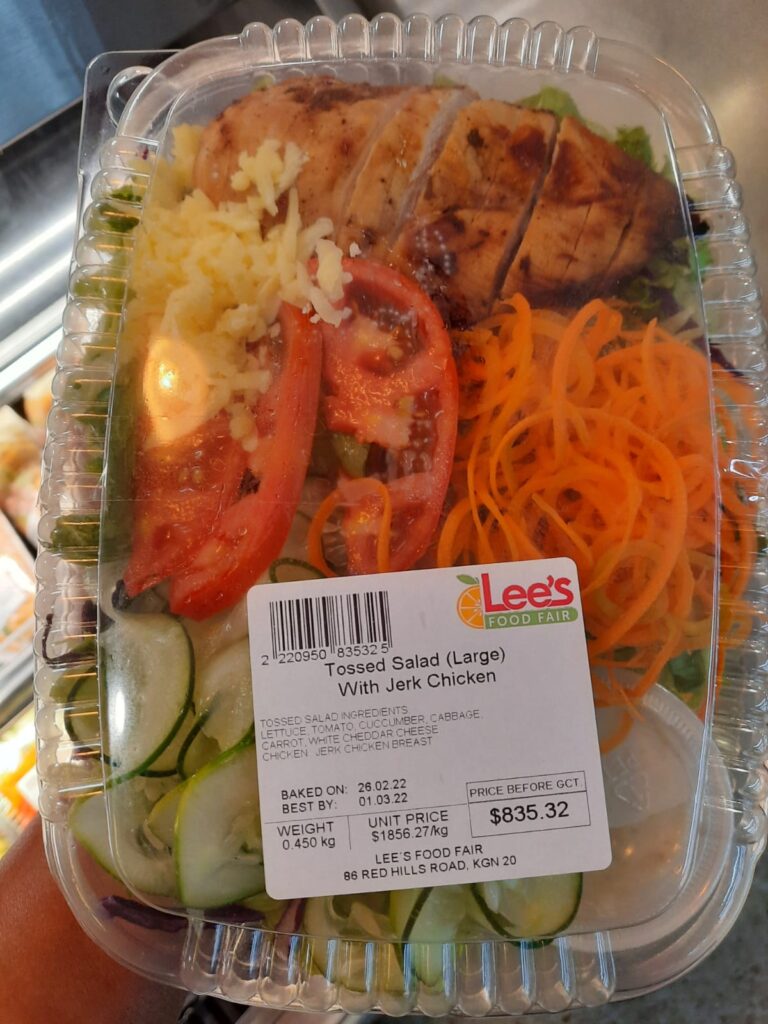 Lee's
FOOD FAIR
2 220950 83532 5
Tossed Salad (Large)
With Jerk Chicken
TOSSED SALAD INGREDIENTS
LETTUCE, TOMATO, CUCCUMBER, CABBAGE,
CARROT, WHITE CHEDDAR CHEESE
CHICKEN: JERK CHICKEN BREAST
BAKED ON: 26.02.22
BEST BY: 01.03.22
PRICE BEFORE GCT.
$835.32
WEIGHT
0.450 kg
UNIT PRICE
$1856.27/kg
LEE'S FOOD FAIR
86 RED HILLS ROAD, KGN 20